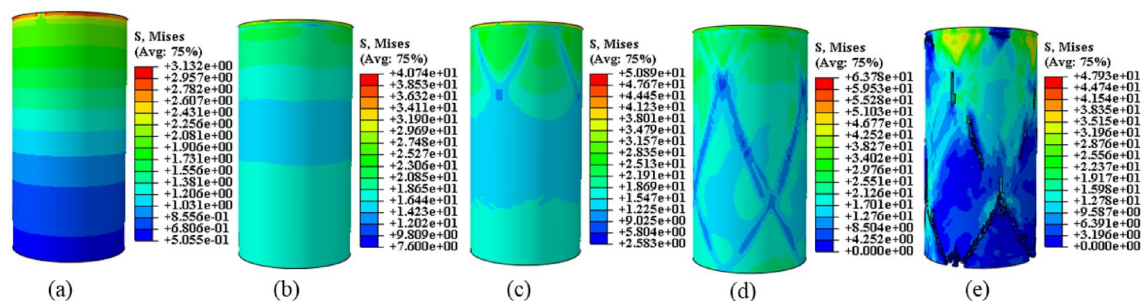 S, Mises
(Avg: 75%)
+3.132e+00
+2.957e+00
+2.782e+00
+2.607e+00
+2.431e+00
+2.256e+00
+2.081e+00
+1.906e+00
+1.731e+00
+1.556e+00
+1.381e+00
+1.206e+00
+1.031e+00
+8.556e-01
+6.806e-01
+5.055e-01
(a)
S, Mises
(Avg: 75%)
+4.074e+01
+3.853e+01
+3.632e+01
+3.411e+01
+3.190e+01
+2.969e+01
+2.748e+01
+2.527e+01
+2.306e+01
+2.085e+01
+1.865e+01
+1.644e+01
+1.423e+01
+1.202e+01
+9.809e+00
+7.600e+00
(b)
S, Mises
(Avg: 75%)
+5.089e+01
+4.767e+01
+4.445e+01
+4.123e+01
+3.801e+01
+3.479e+01
+3.157e+01
+2.835e+01
+2.513e+01
+2.191e+01
+1.869e+01
+1.547e+01
+1.225e+01
+9.025e+00
+5.804e+00
+2.583e+00
(c)
S, Mises
(Avg: 75%)
+6.378e+01
+5.953e+01
+5.528e+01
+5.103e+01
+4.677e+01
+4.252e+01
+3.827e+01
+3.402e+01
+2.976e+01
+2.551e+01
+2.126e+01
+1.701e+01
+1.276e+01
+8.504e+00
+4.252e+00
+0.000e+00
(d)
S, Mises
(Avg: 75%)
+4.793e+01
+4.474e+01
+4.154e+01
+3.835e+01
+3.515e+01
+3.196e+01
+2.876e+01
+2.556e+01
+2.237e+01
+1.917e+01
+1.598e+01
+1.278e+01
+9.587e+00
+6.391e+00
+3.196e+00
+0.000e+00
(e)